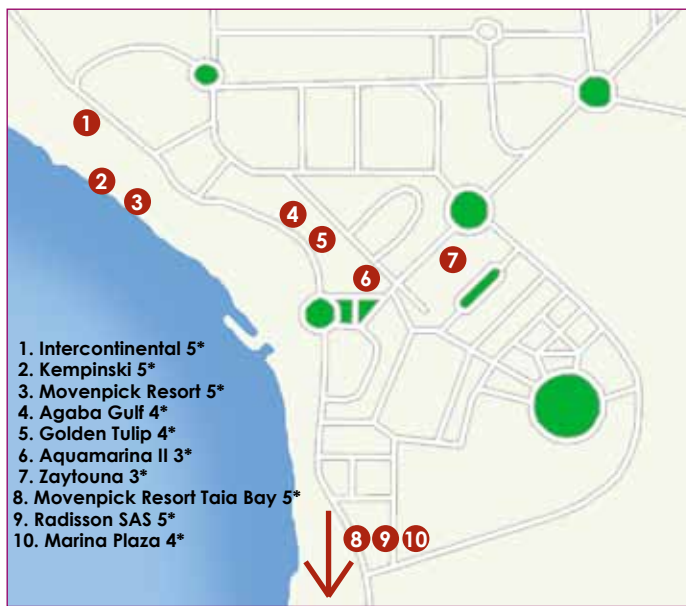 1
2
3
4
5
6
7
1. Intercontinental 5*
2. Kempinski 5*
3. Movenpick Resort 5*
4. Agaba Gulf 4*
5. Golden Tulip 4*
6. Aquamarina II 3*
7. Zaytouna 3*
8. Movenpick Resort Taia Bay 5*
9. Radisson SAS 5*
10. Marina Plaza 4*
8 9 10